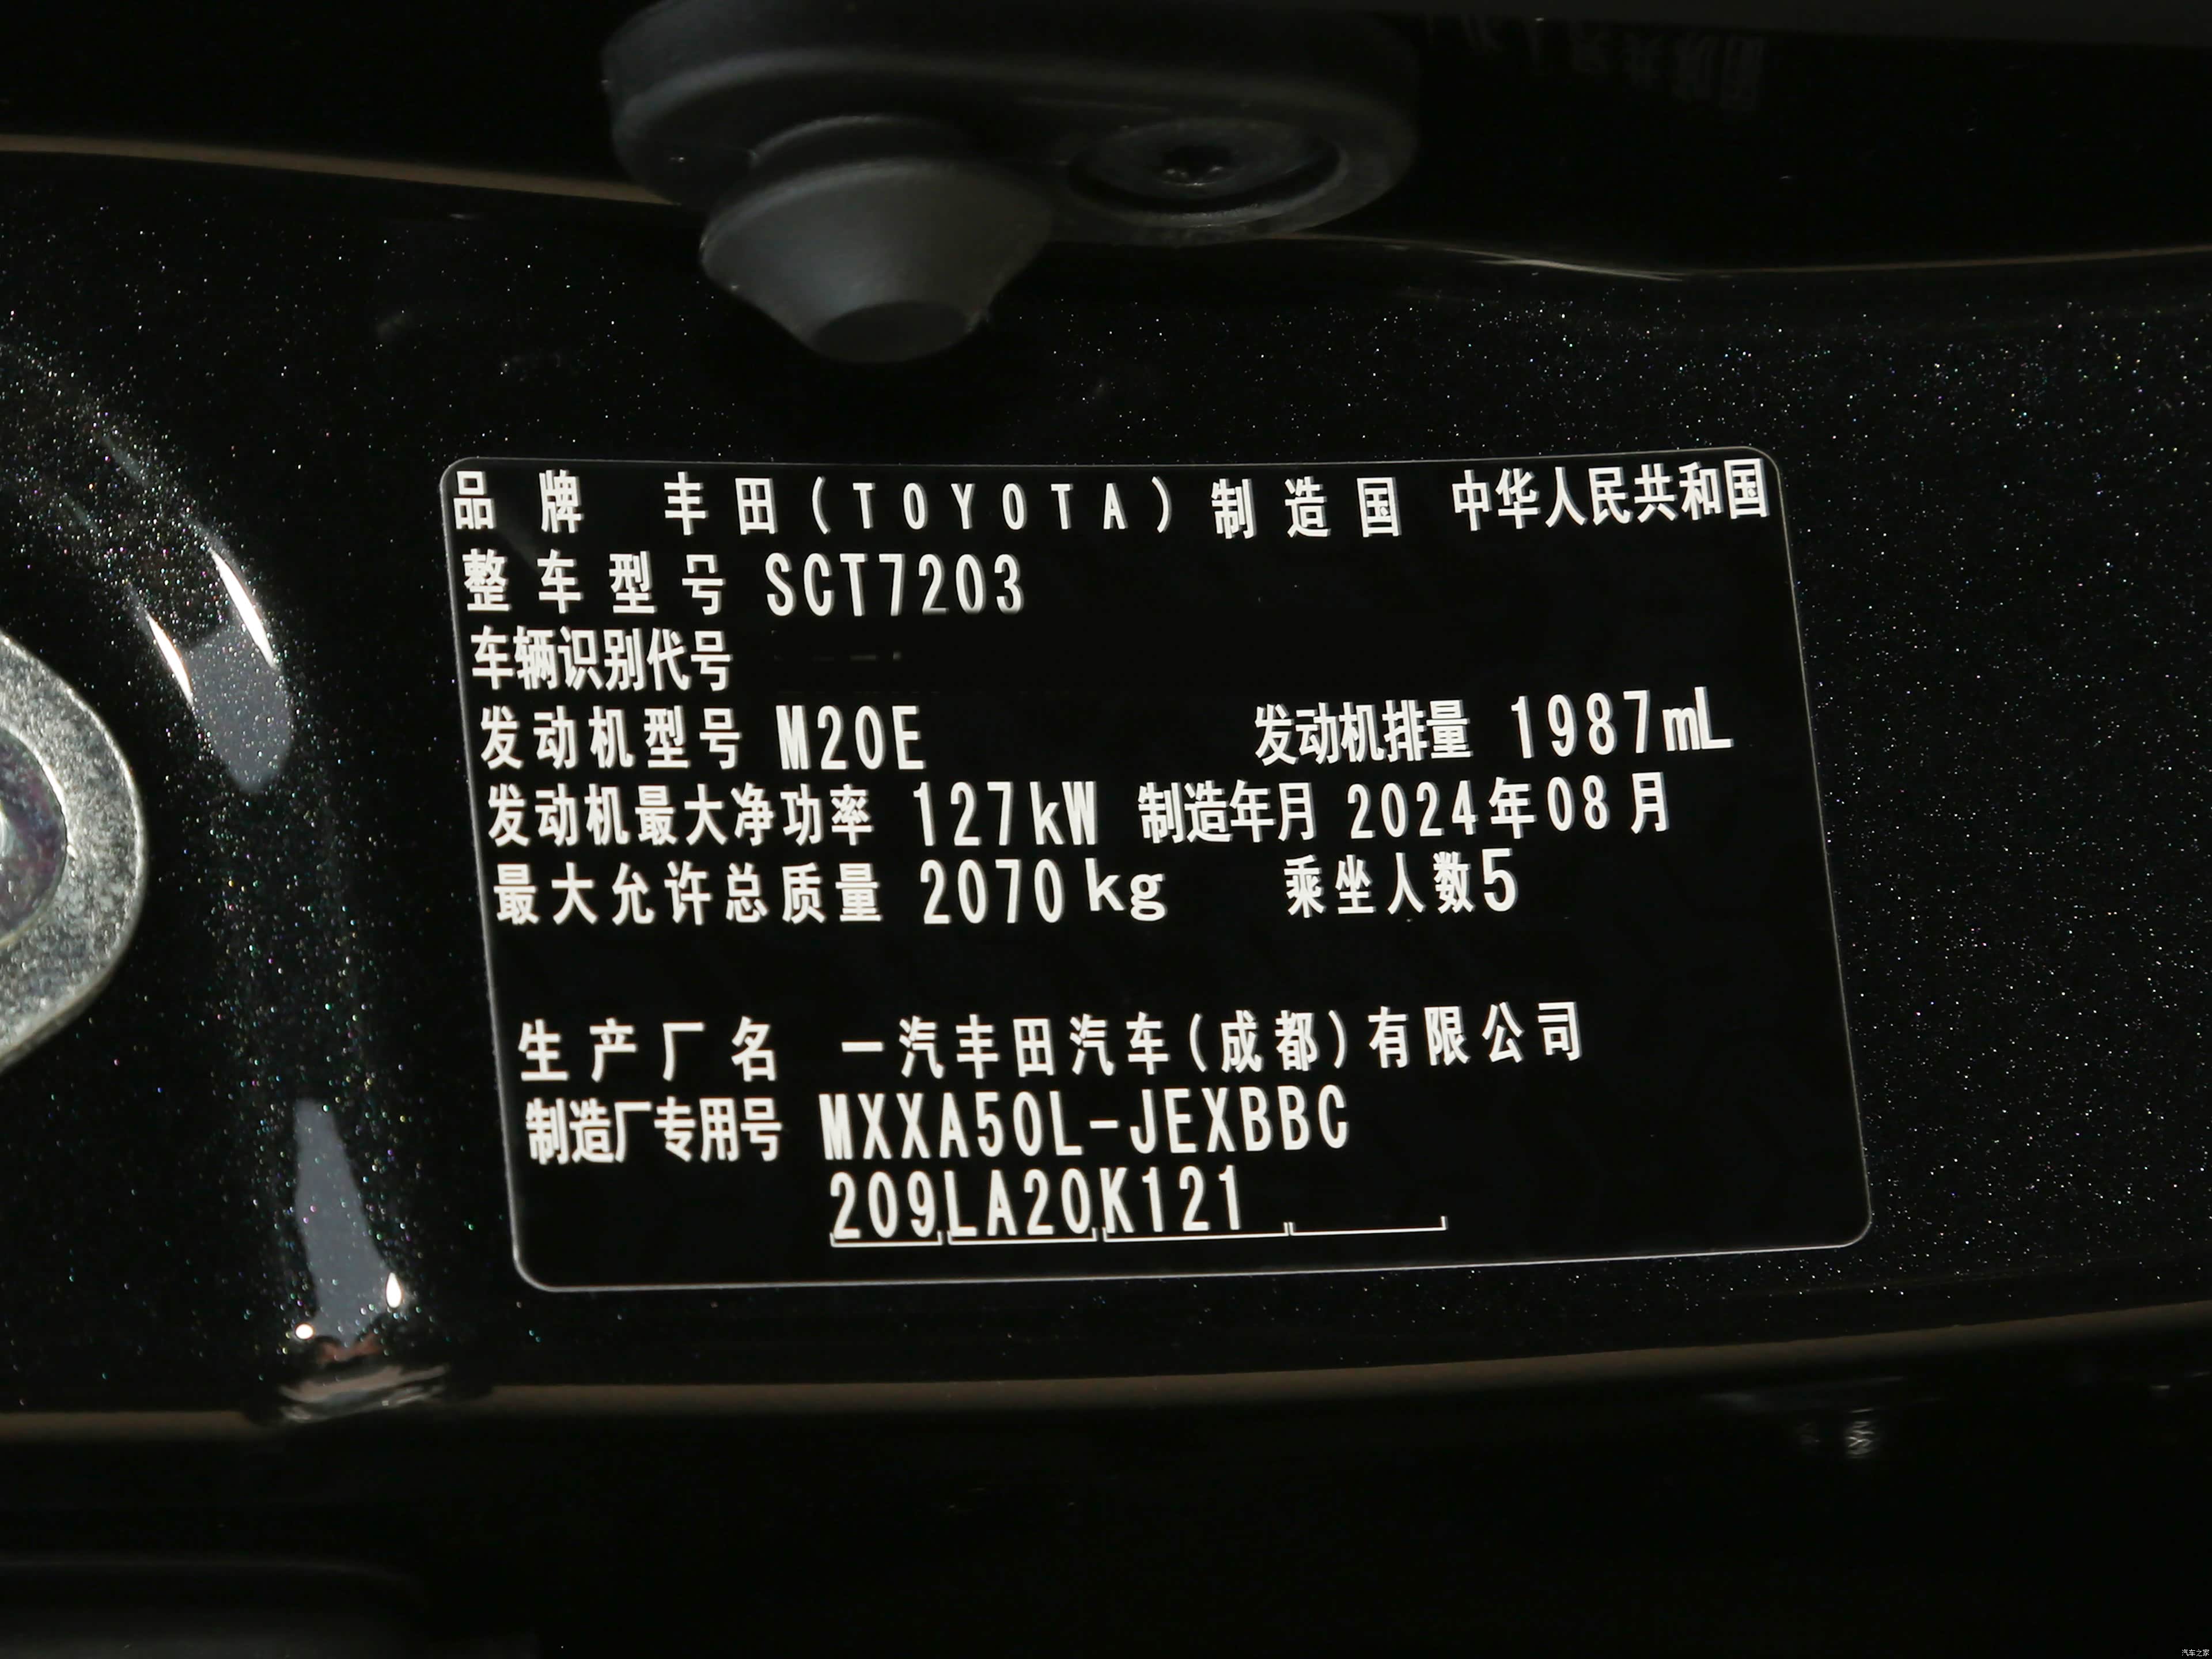 品牌 丰田(TOYOTA) 制造国 中华人民共和国
整车型号 SCT7203
车辆识别代号
发动机型号 M20E 发动机排量 1987mL
发动机最大净功率 127kW 制造年月 2024年08月
最大允许总质量 2070kg 乘坐人数5
生产厂名 一汽丰田汽车(成都)有限公司
制造厂专用号 MXXA50L-JEXBBC
209LA20K121
汽车之家